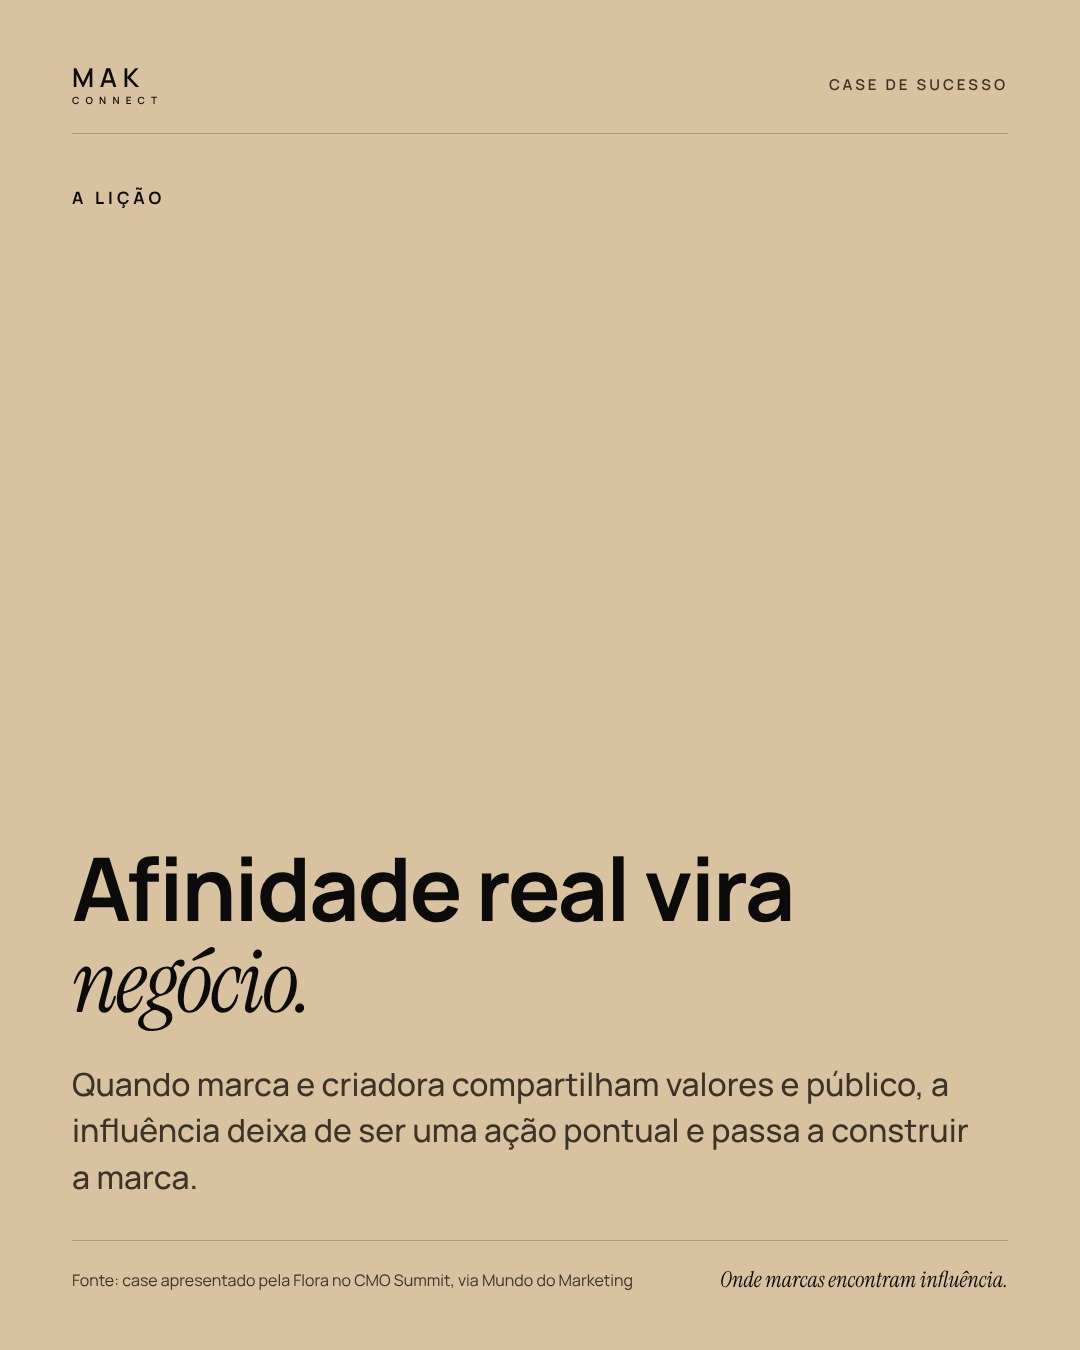 MAK
CONNECT
CASE DE SUCESSO
A LIÇÃO
Afinidade real vira
negócio.
Quando marca e criadora compartilham valores e público, a
influência deixa de ser uma ação pontual e passa a construir
a marca.
Fonte: case apresentado pela Flora no CMO Summit, via Mundo do Marketing
Onde marcas encontram influência.